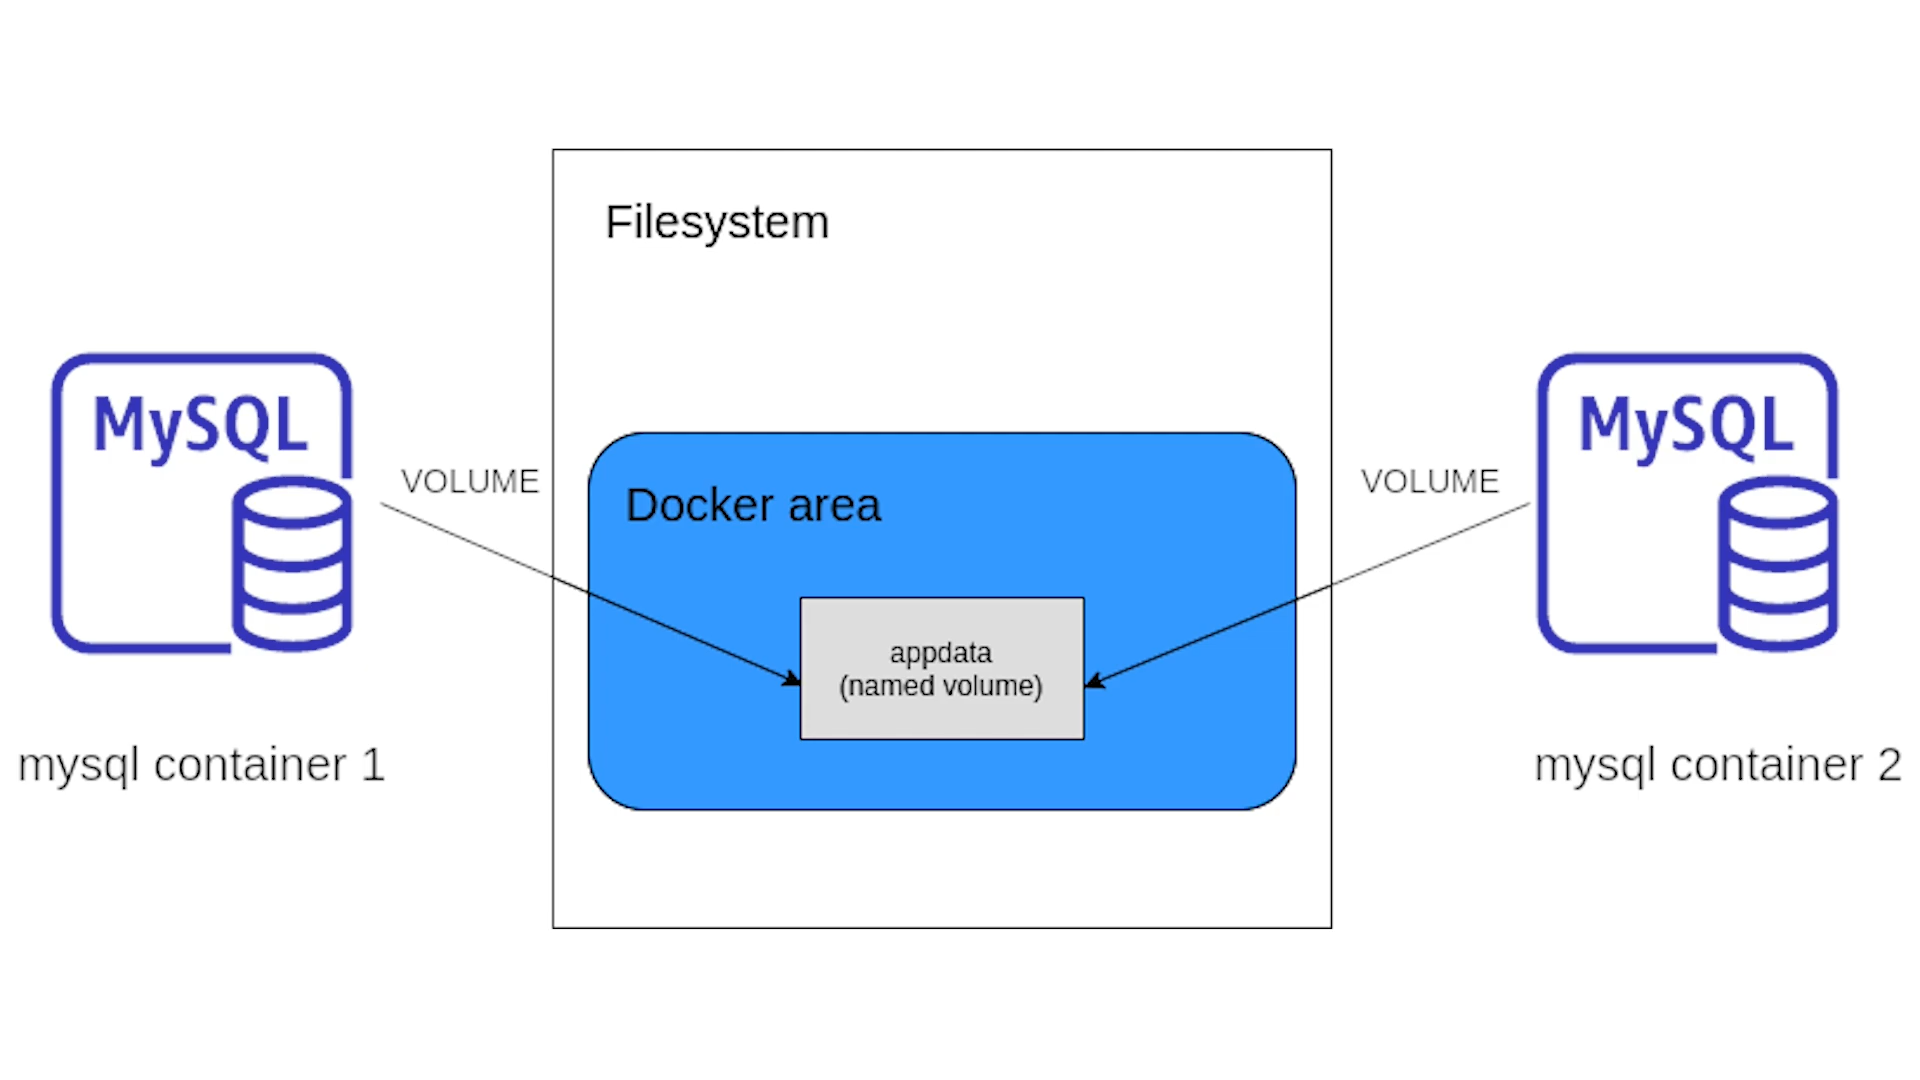 Filesystem
MySQL
MySQL
VOLUME
VOLUME
Docker area
appdata
(named volume)
mysql container 1
mysql container 2